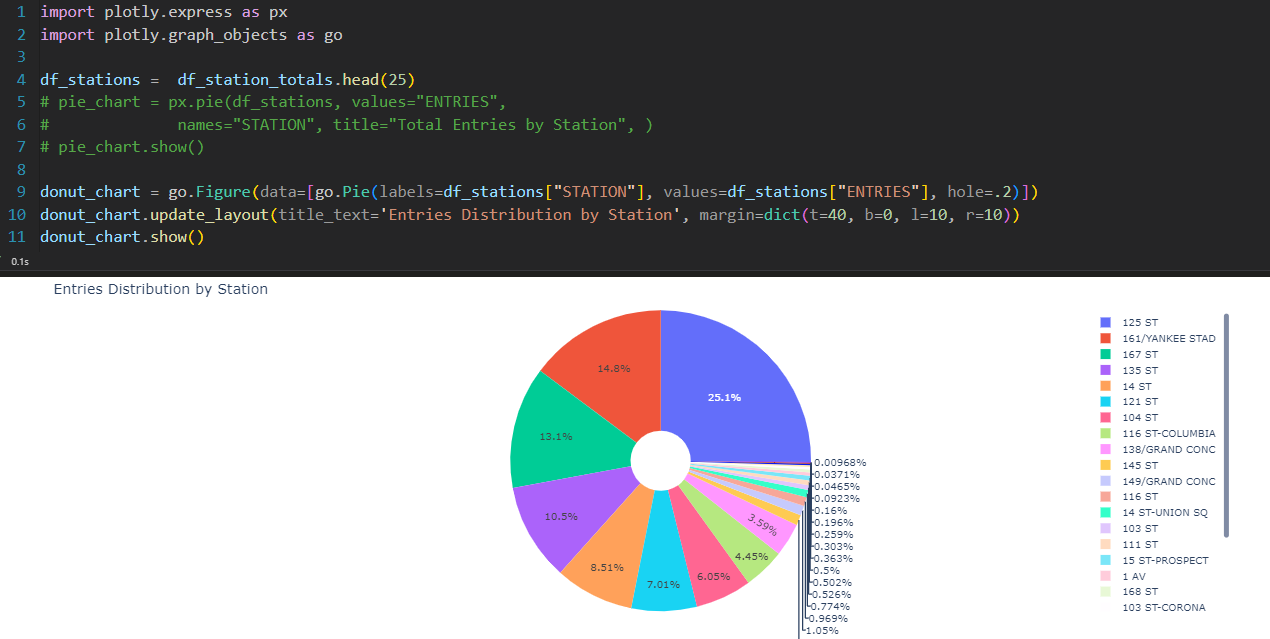 1 import plotly.express as px
2 import plotly.graph_objects as go
3
4 df_stations =  df_station_totals.head(25)
5 # pie_chart = px.pie(df_stations, values="ENTRIES",
6 #              names="STATION", title="Total Entries by Station", )
7 # pie_chart.show()
8
9 donut_chart = go.Figure(data=[go.Pie(labels=df_stations["STATION"], values=df_stations["ENTRIES"], hole=.2)])
10 donut_chart.update_layout(title_text='Entries Distribution by Station', margin=dict(t=40, b=0, l=10, r=10))
11 donut_chart.show()
0.1s
Entries Distribution by Station
25.1%
14.8%
13.1%
10.5%
8.51%
7.01%
6.05%
4.45%
3.59%
0.00968%
0.0371%
0.0465%
0.0923%
0.16%
0.196%
0.259%
0.303%
0.363%
0.5%
0.502%
0.526%
0.774%
0.969%
1.05%
125 ST
161/YANKEE STAD
167 ST
135 ST
14 ST
121 ST
104 ST
116 ST-COLUMBIA
138/GRAND CONC
145 ST
149/GRAND CONC
116 ST
14 ST-UNION SQ
103 ST
111 ST
15 ST-PROSPECT
1 AV
168 ST
103 ST-CORONA